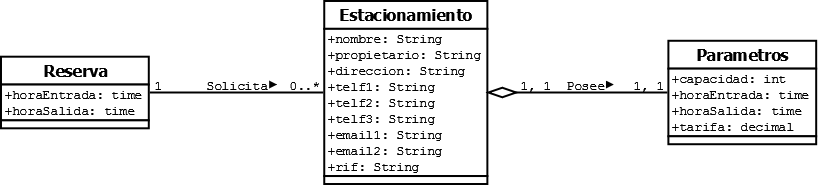 Reserva
+horaEntrada: time
+horaSalida: time
1 Solicita 0..*
Estacionamiento
+nombre: String
+propietario: String
+direccion: String
+telf1: String
+telf2: String
+telf3: String
+email1: String
+email2: String
+rif: String
1, 1 Posee 1, 1
Parametros
+capacidad: int
+horaEntrada: time
+horaSalida: time
+tarifa: decimal